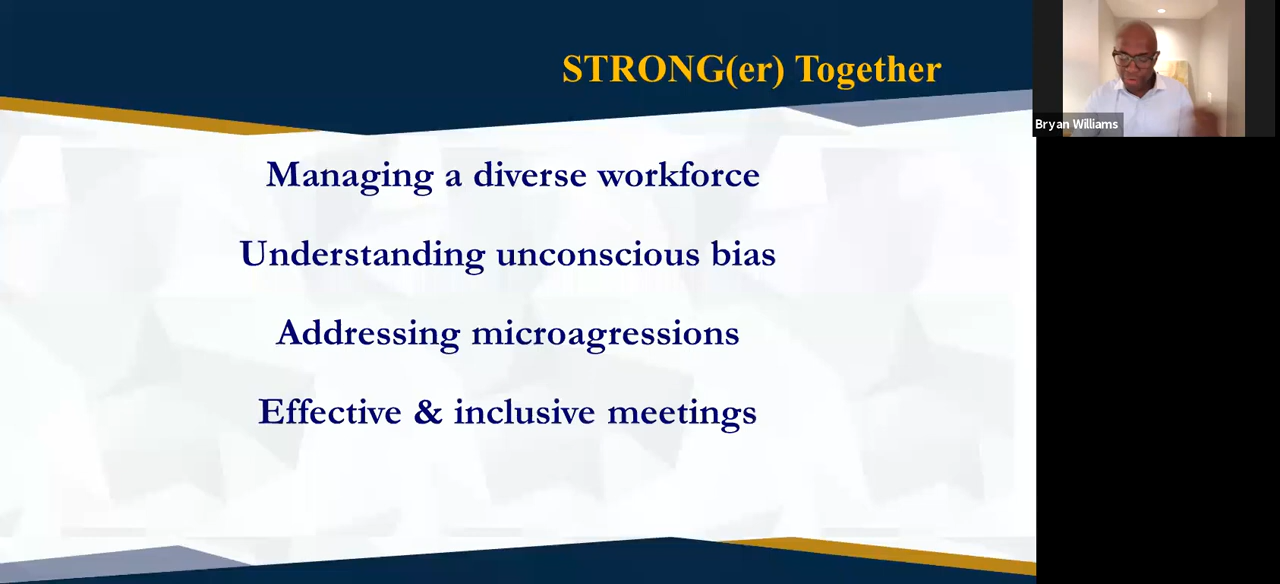 STRONG(er) Together
Bryan Williams
Managing a diverse workforce
Understanding unconscious bias
Addressing microagressions
Effective & inclusive meetings